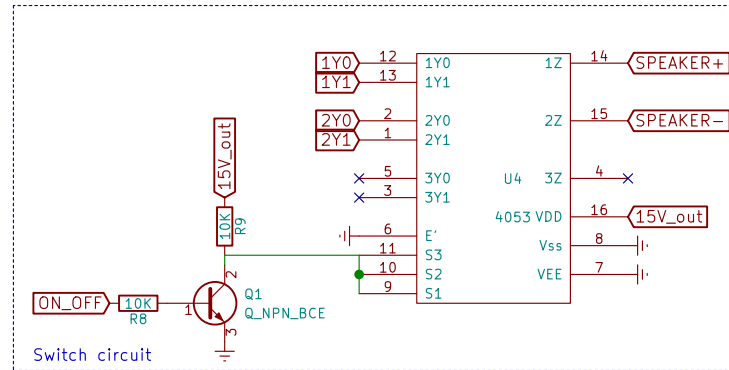 1Y0 12 1Y0 1Z 14 SPEAKER+
1Y1 13 1Y1
2Y0 2 2Y0 2Z 15 SPEAKER-
2Y1 1 2Y1
15V_out
5 3Y0 U4 3Z 4
3 3Y1
10K R9
4053 VDD 16 15V_out
6 E' Vss 8
11 S3
2 10 S2 VEE 7
9 S1
ON_OFF 10K 1 Q1
R8 Q_NPN_BCE
3
Switch circuit